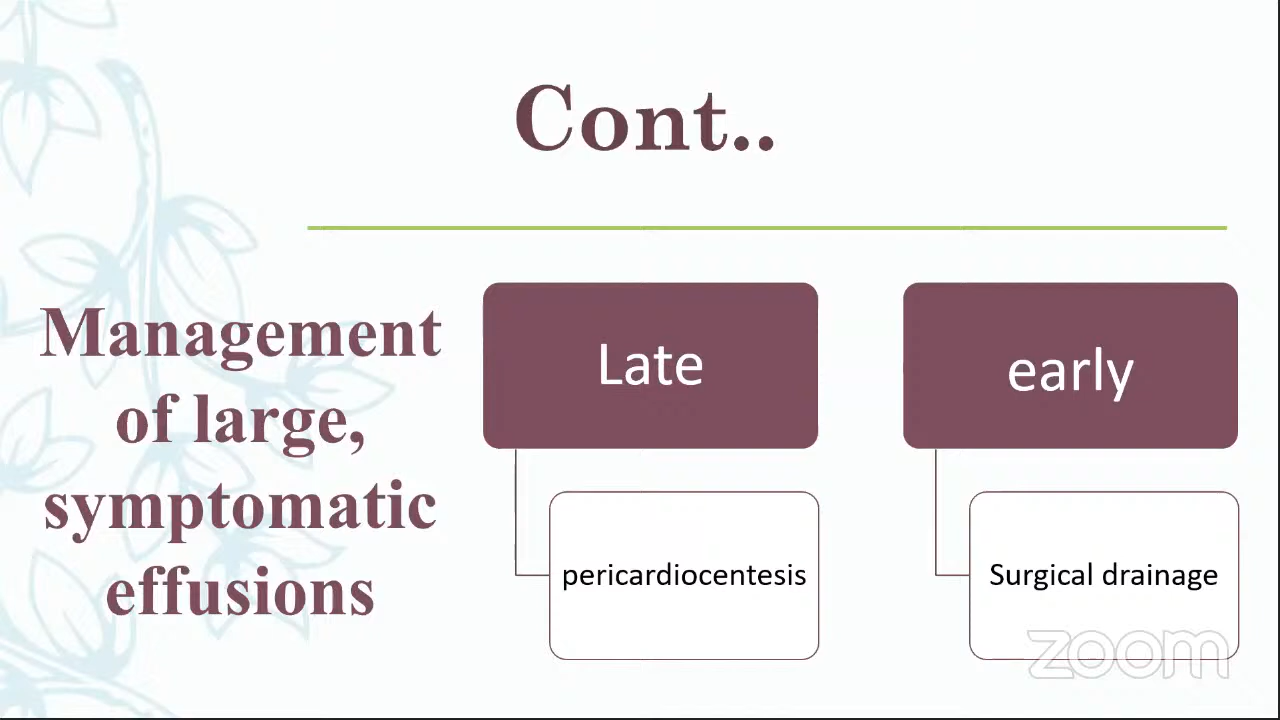 Cont..
Management
of large,
symptomatic
effusions
Late
early
pericardiocentesis
Surgical drainage
zoom